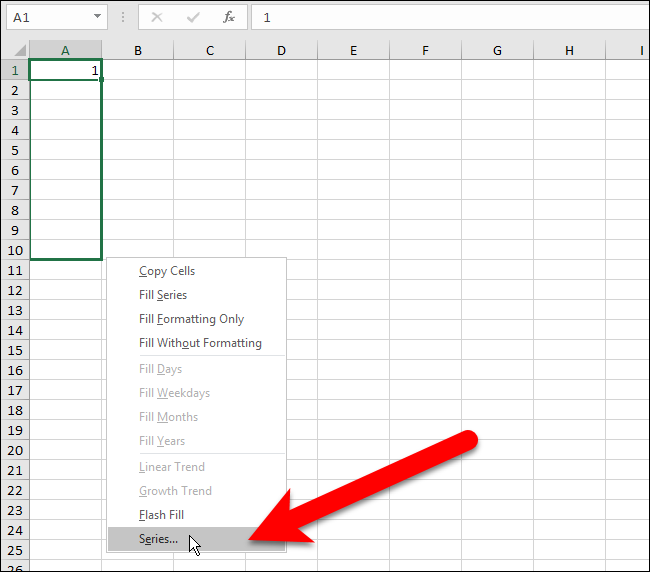 A1
fx
1
A B C D E F G H I
1 1
2
3
4
5
6
7
8
9
10
11
Copy Cells
12
Fill Series
13
Fill Formatting Only
14
Fill Without Formatting
15
16
Fill Days
17
Fill Weekdays
18
Fill Months
19
Fill Years
20
21
Linear Trend
22
Growth Trend
23
Flash Fill
24
Series...
25
26